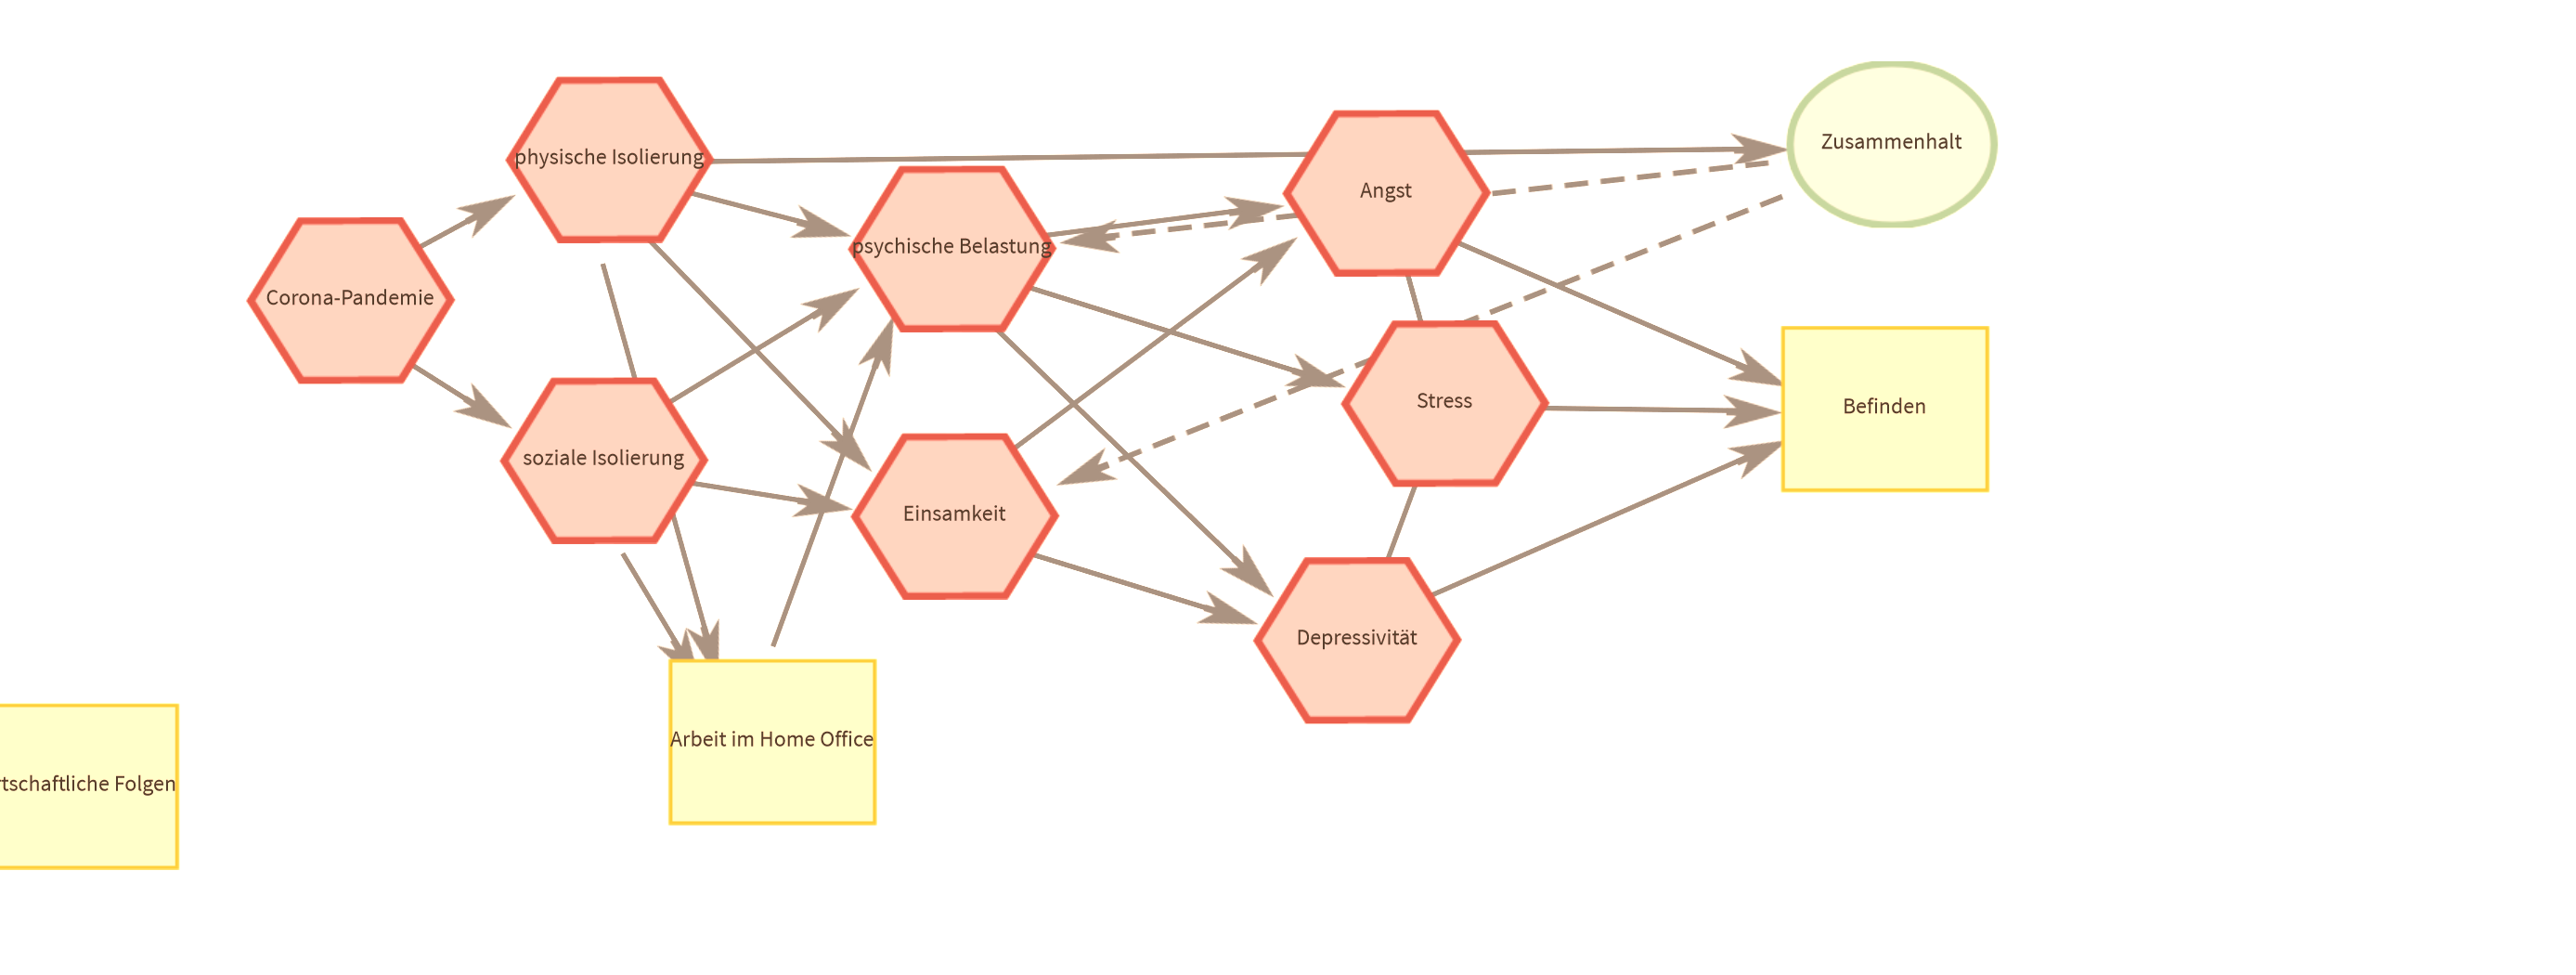 Zusammenhalt
physische Isolierung
Angst
psychische Belastung
Corona-Pandemie
Stress
Befinden
soziale Isolierung
Einsamkeit
Depressivität
Arbeit im Home Office
rtschaftliche Folgen